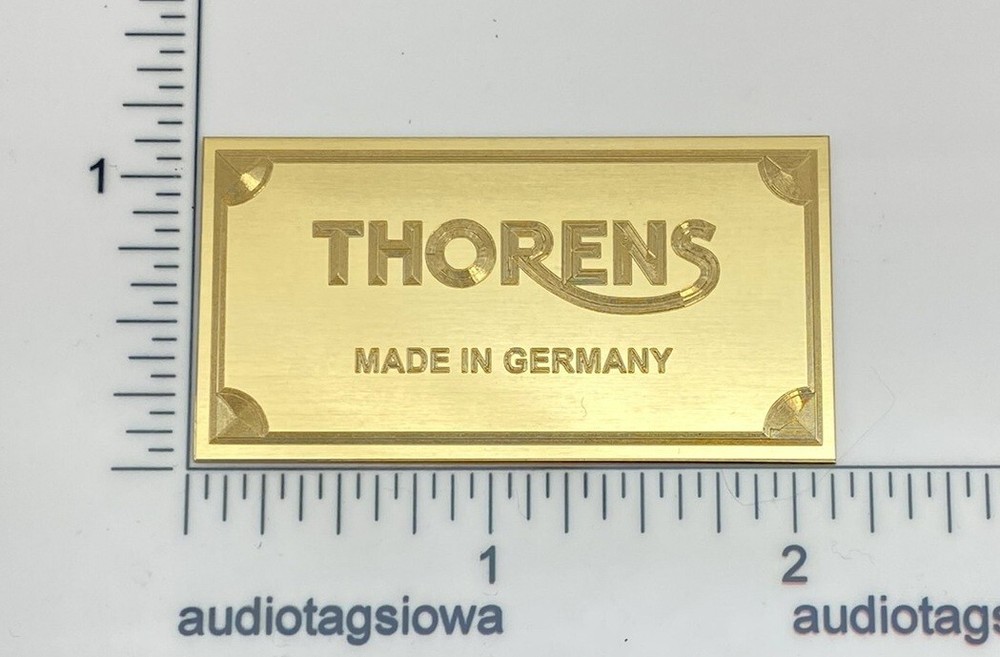 1
THORENS
MADE IN GERMANY
1 2
audiotagsiowa audiotags